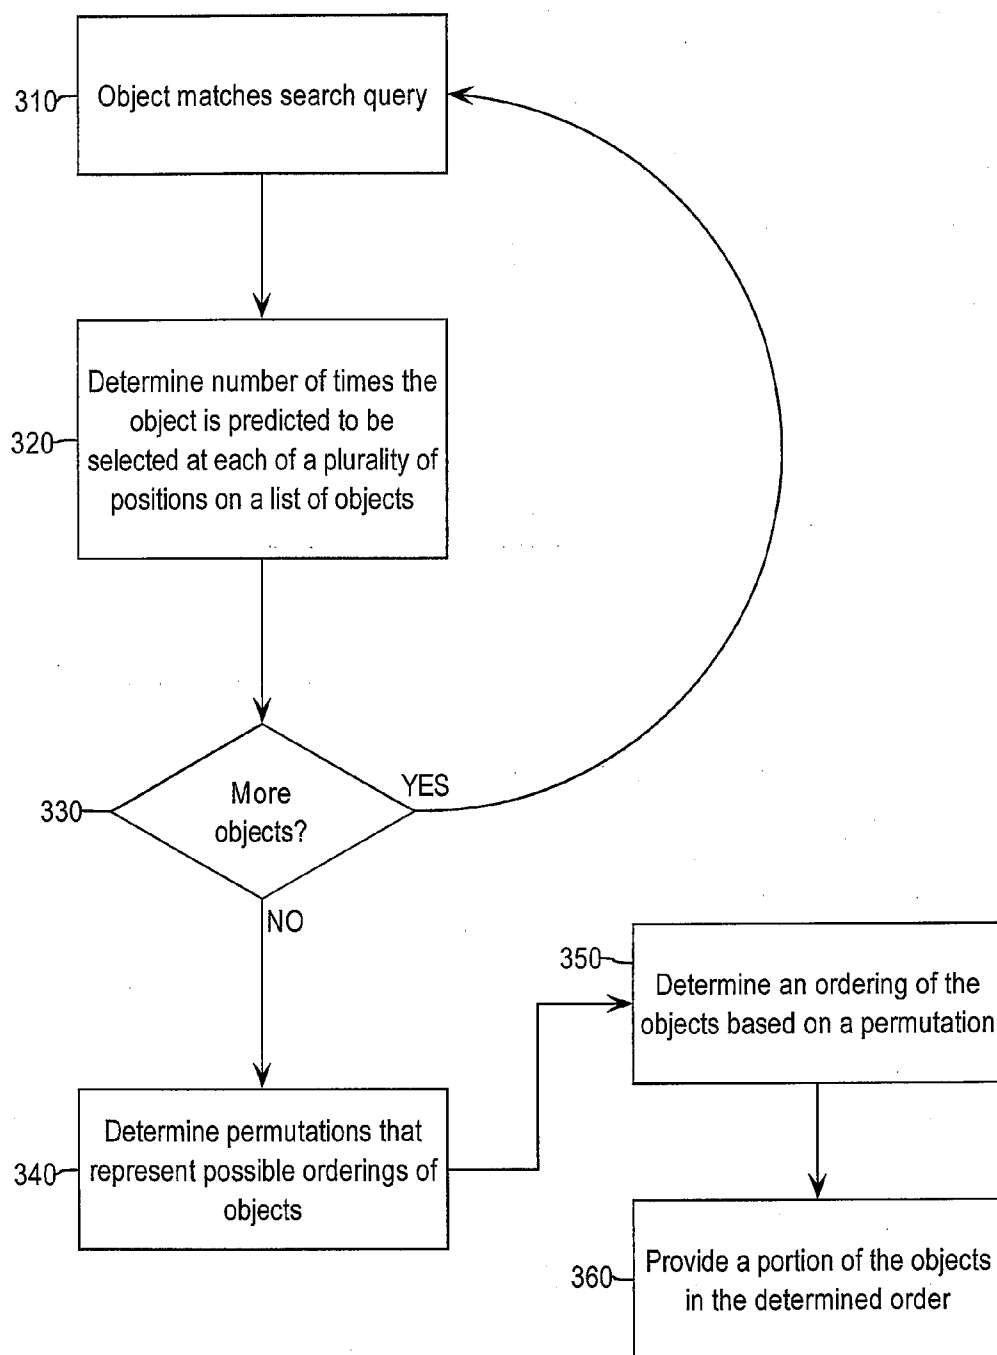 310
Object matches search query
320
Determine number of times the
object is predicted to be
selected at each of a plurality of
positions on a list of objects
330
More
objects?
YES
NO
340
Determine permutations that
represent possible orderings of
objects
350
Determine an ordering of the
objects based on a permutation
360
Provide a portion of the objects
in the determined order